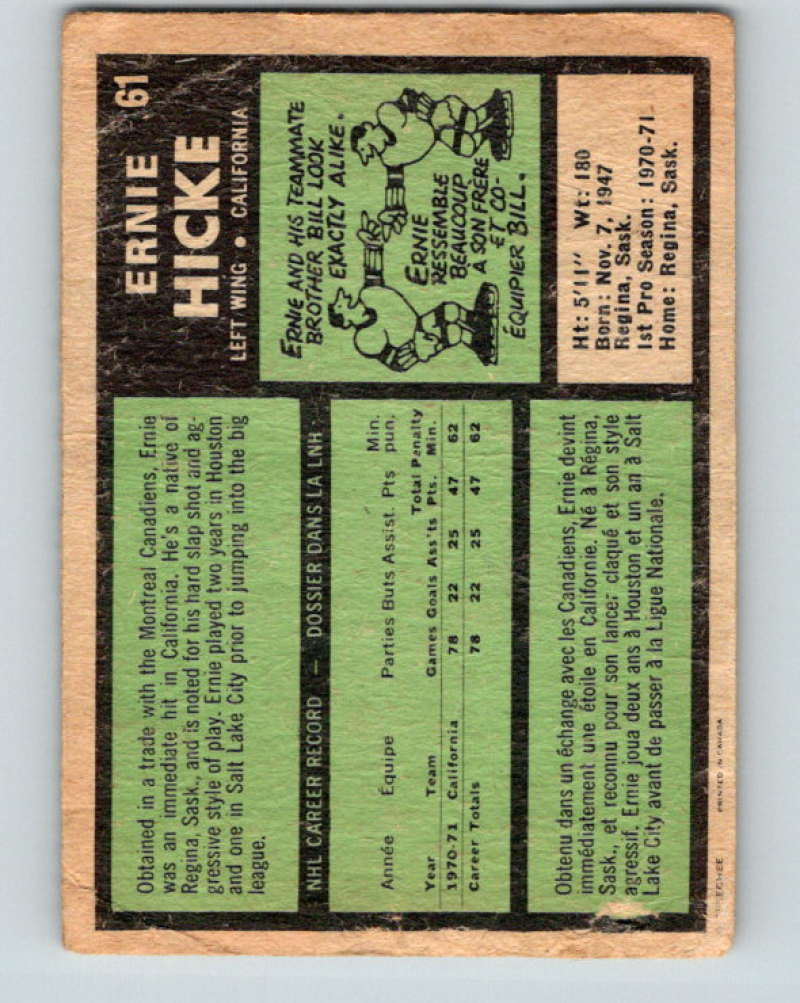 61
ERNIE
HICKE
LEFT WING • CALIFORNIA
ERNIE AND HIS TEAMMATE
BROTHER BILL LOOK
EXACTLY ALIKE.
ERNIE
RESSEMBLE
BEAUCOUP
À SON FRÈRE
ET CO-
ÉQUIPIER BILL.
Ht: 5'11" Wt: 180
Born: Nov. 7, 1947
Regina, Sask.
1st Pro Season: 1970-71
Home: Regina, Sask.
Obtained in a trade with the Montreal Canadiens, Ernie
was an immediate hit in California. He's a native of
Regina, Sask., and is noted for his hard slap shot and ag-
gressive style of play. Ernie played two years in Houston
and one in Salt Lake City prior to jumping into the big
league.
NHL CAREER RECORD — DOSSIER DANS LA LNH
Année Équipe Parties Buts Assist. Pts Min. pun.
Year Team Games Goals Ass'ts Total Pts. Penalty Min.
1970-71 California 78 22 25 47 62
Career Totals 78 22 25 47 62
Obtenu dans un échange avec les Canadiens, Ernie devint
immédiatement une étoile en Californie. Né à Régina,
Sask., et reconnu pour son lancer claqué et son style
agressif. Ernie joua deux ans à Houston et un an à Salt
Lake City avant de passer à la Ligue Nationale.
PRINTED IN CANADA